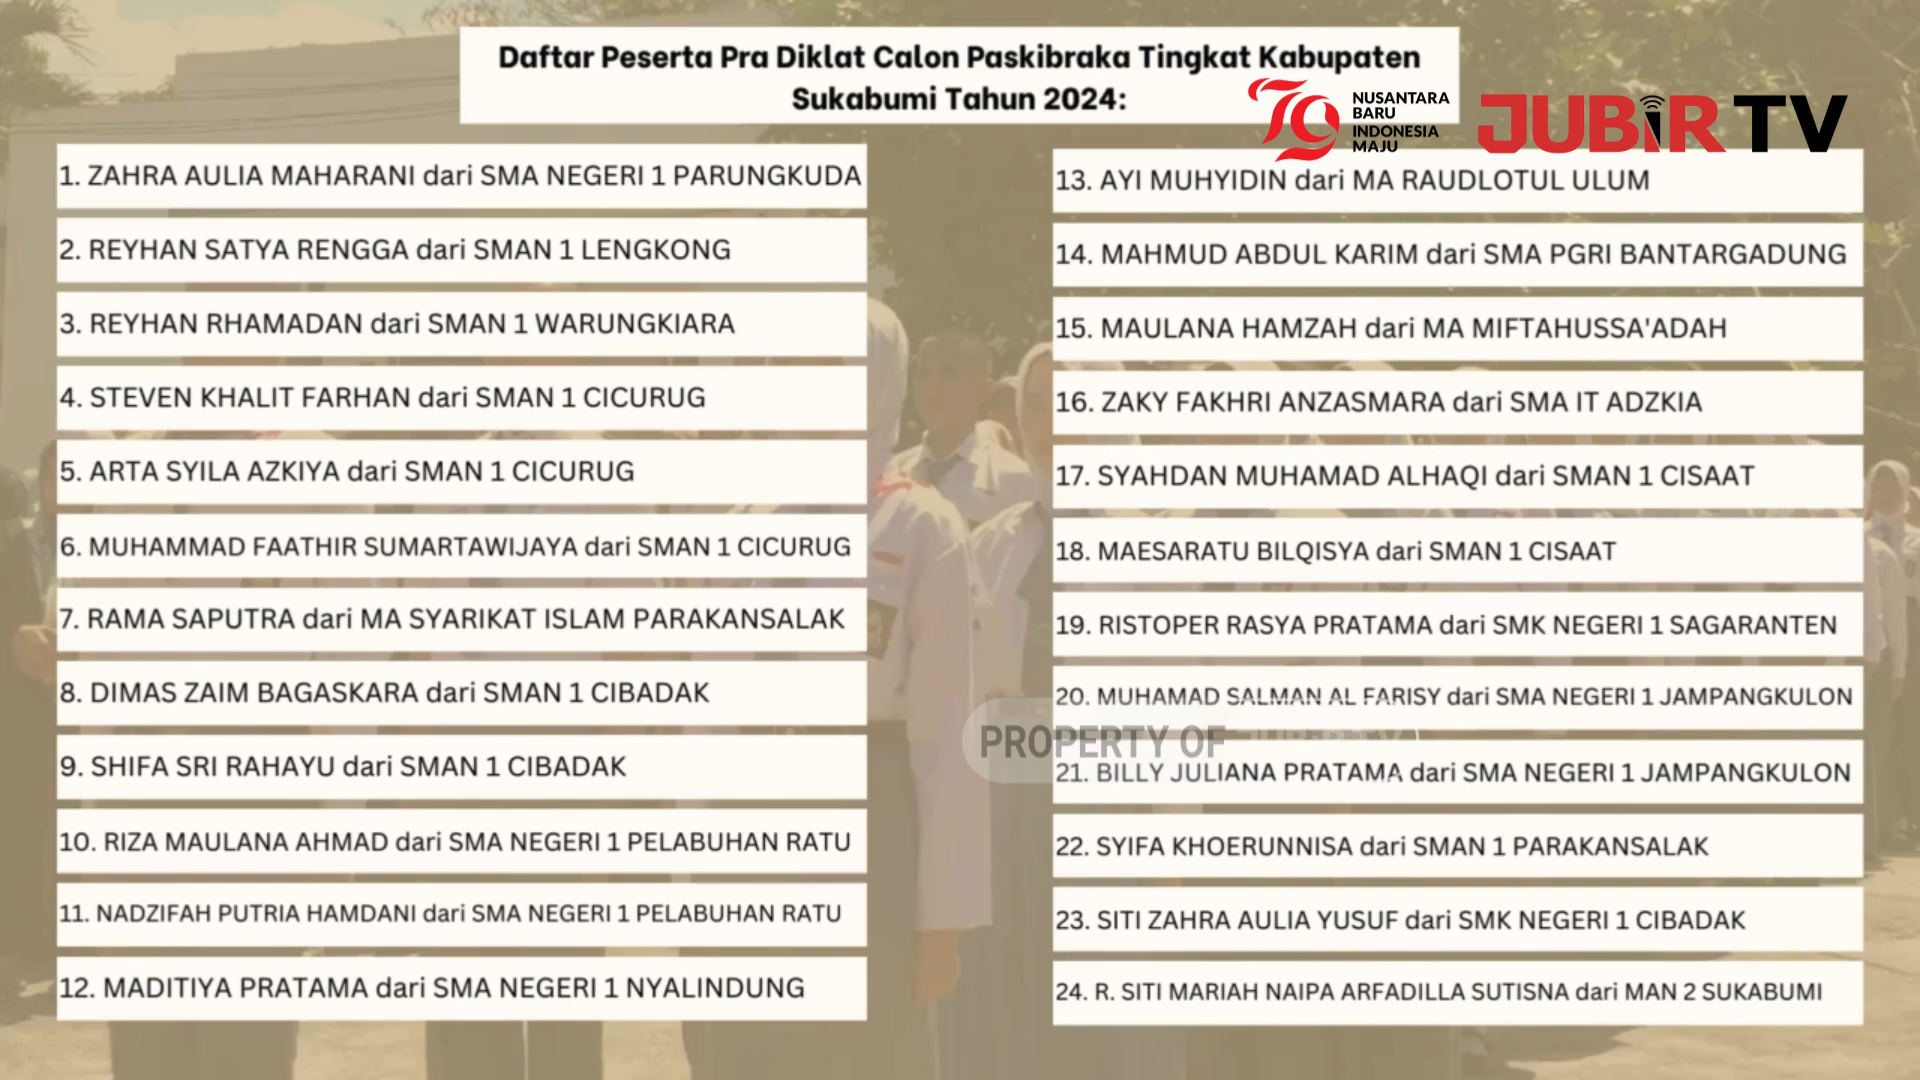 Daftar Peserta Pra Diklat Calon Paskibraka Tingkat Kabupaten
Sukabumi Tahun 2024:
79
NUSANTARA
BARU
INDONESIA
MAJU
JUBIR TV
1. ZAHRA AULIA MAHARANI dari SMA NEGERI 1 PARUNGKUDA
2. REYHAN SATYA RENGGA dari SMAN 1 LENGKONG
3. REYHAN RHAMADAN dari SMAN 1 WARUNGKIARA
4. STEVEN KHALIT FARHAN dari SMAN 1 CICURUG
5. ARTA SYILA AZKIYA dari SMAN 1 CICURUG
6. MUHAMMAD FAATHIR SUMARTAWIJAYA dari SMAN 1 CICURUG
7. RAMA SAPUTRA dari MA SYARIKAT ISLAM PARAKANSALAK
8. DIMAS ZAIM BAGASKARA dari SMAN 1 CIBADAK
9. SHIFA SRI RAHAYU dari SMAN 1 CIBADAK
10. RIZA MAULANA AHMAD dari SMA NEGERI 1 PELABUHAN RATU
11. NADZIFAH PUTRIA HAMDANI dari SMA NEGERI 1 PELABUHAN RATU
12. MADITIYA PRATAMA dari SMA NEGERI 1 NYALINDUNG
13. AYI MUHYIDIN dari MA RAUDLOTUL ULUM
14. MAHMUD ABDUL KARIM dari SMA PGRI BANTARGADUNG
15. MAULANA HAMZAH dari MA MIFTAHUSSA'ADAH
16. ZAKY FAKHRI ANZASMARA dari SMA IT ADZKIA
17. SYAHDAN MUHAMAD ALHAQI dari SMAN 1 CISAAT
18. MAESARATU BILQISYA dari SMAN 1 CISAAT
19. RISTOPER RASYA PRATAMA dari SMK NEGERI 1 SAGARANTEN
20. MUHAMAD SALMAN AL FARISY dari SMA NEGERI 1 JAMPANGKULON
PROPERTY OF JUBIR TV
21. BILLY JULIANA PRATAMA dari SMA NEGERI 1 JAMPANGKULON
22. SYIFA KHOERUNNISA dari SMAN 1 PARAKANSALAK
23. SITI ZAHRA AULIA YUSUF dari SMK NEGERI 1 CIBADAK
24. R. SITI MARIAH NAIPA ARFADILLA SUTISNA dari MAN 2 SUKABUMI